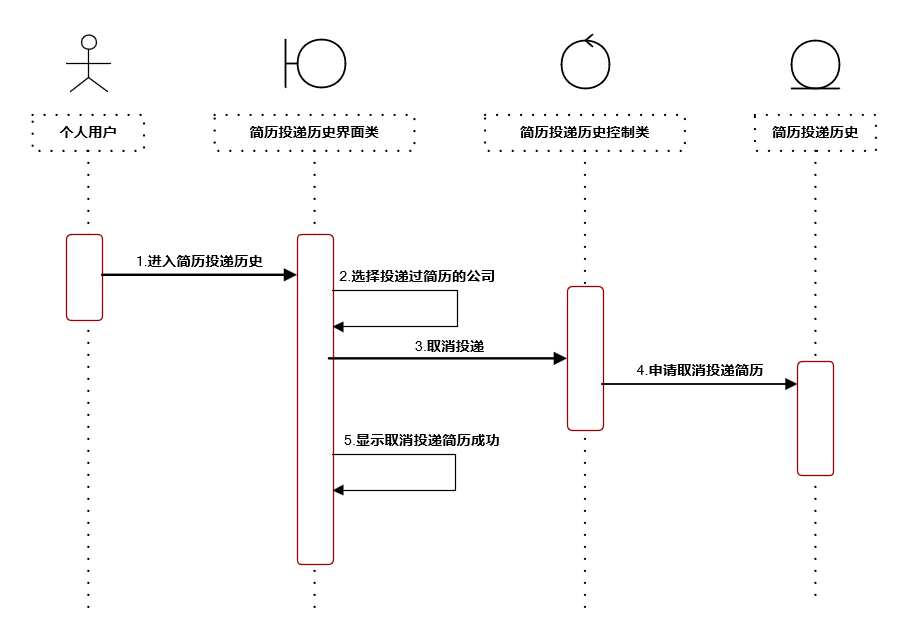 个人用户
简历投递历史界面类
简历投递历史控制类
简历投递历史
1.进入简历投递历史
2.选择投递过简历的公司
3.取消投递
4.申请取消投递简历
5.显示取消投递简历成功